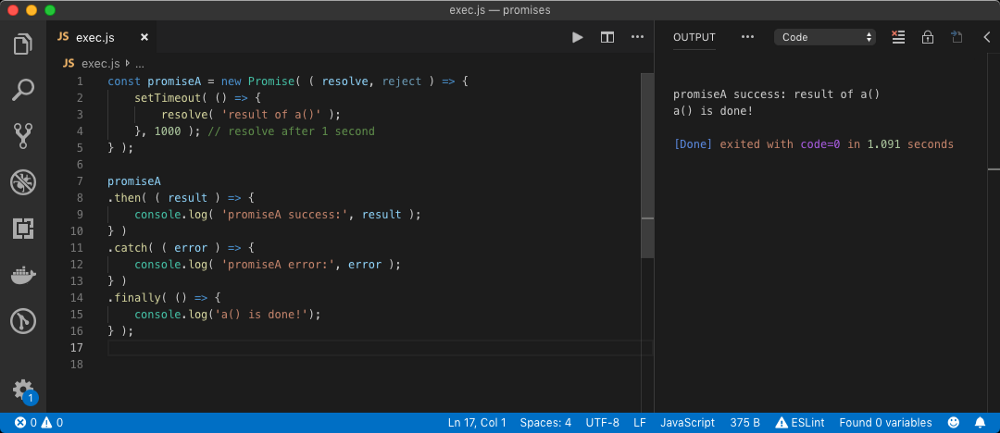 exec.js — promises
JS exec.js ×
JS exec.js ...
1 const promiseA = new Promise( ( resolve, reject ) => {
2 setTimeout( () => {
3 resolve( 'result of a()' );
4 }, 1000 ); // resolve after 1 second
5 } );
6
7 promiseA
8 .then( ( result ) => {
9 console.log( 'promiseA success:', result );
10 } )
11 .catch( ( error ) => {
12 console.log( 'promiseA error:', error );
13 } )
14 .finally( () => {
15 console.log('a() is done!');
16 } );
17
18
OUTPUT ... Code
promiseA success: result of a()
a() is done!
[Done] exited with code=0 in 1.091 seconds
1
0 0 Ln 17, Col 1 Spaces: 4 UTF-8 LF JavaScript 375 B ESLint Found 0 variables